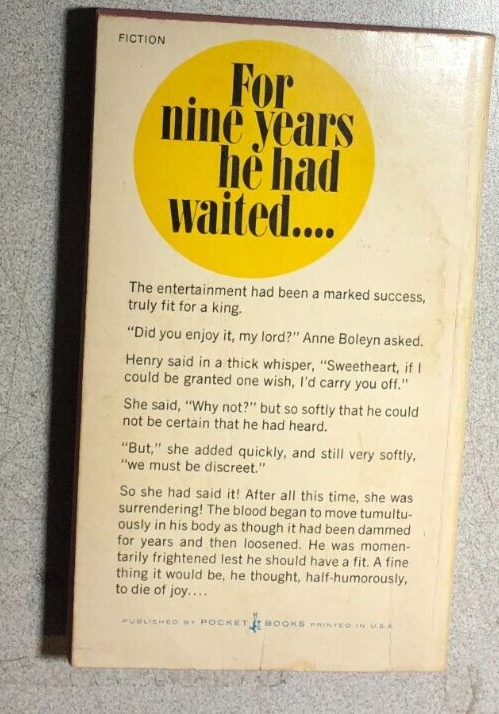 FICTION
For
nine years
he had
waited....
The entertainment had been a marked success,
truly fit for a king.
"Did you enjoy it, my lord?" Anne Boleyn asked.
Henry said in a thick whisper, "Sweetheart, if I
could be granted one wish, I'd carry you off."
She said, "Why not?" but so softly that he could
not be certain that he had heard.
"But," she added quickly, and still very softly,
"we must be discreet."
So she had said it! After all this time, she was
surrendering! The blood began to move tumultu-
ously in his body as though it had been dammed
for years and then loosened. He was momen-
tarily frightened lest he should have a fit. A fine
thing it would be, he thought, half-humorously,
to die of joy....
PUBLISHED BY POCKET BOOKS PRINTED IN U.S.A.